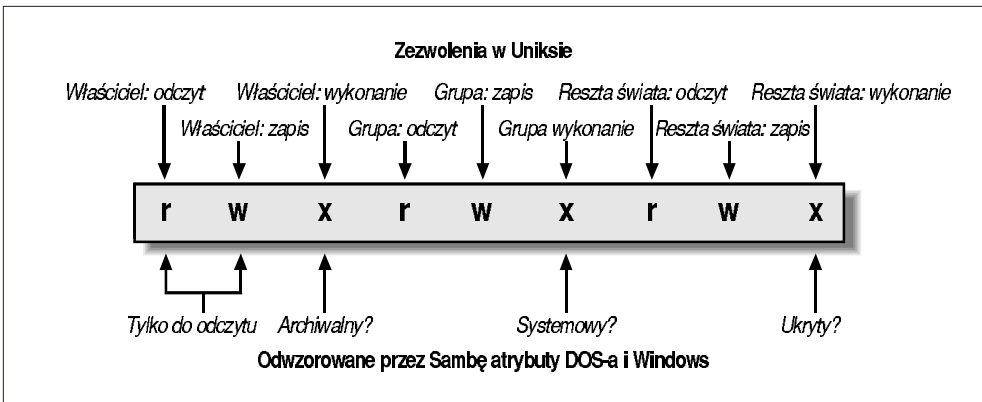 Zezwolenia w Uniksie
Właściciel: odczyt Właściciel: wykonanie Grupa: zapis Reszta świata: odczyt Reszta świata: wykonanie
Właściciel: zapis Grupa: odczyt Grupa wykonanie Reszta świata: zapis
r w x r w x r w x
Tylko do odczytu Archiwalny? Systemowy? Ukryty?
Odwzorowane przez Sambę atrybuty DOS-a i Windows